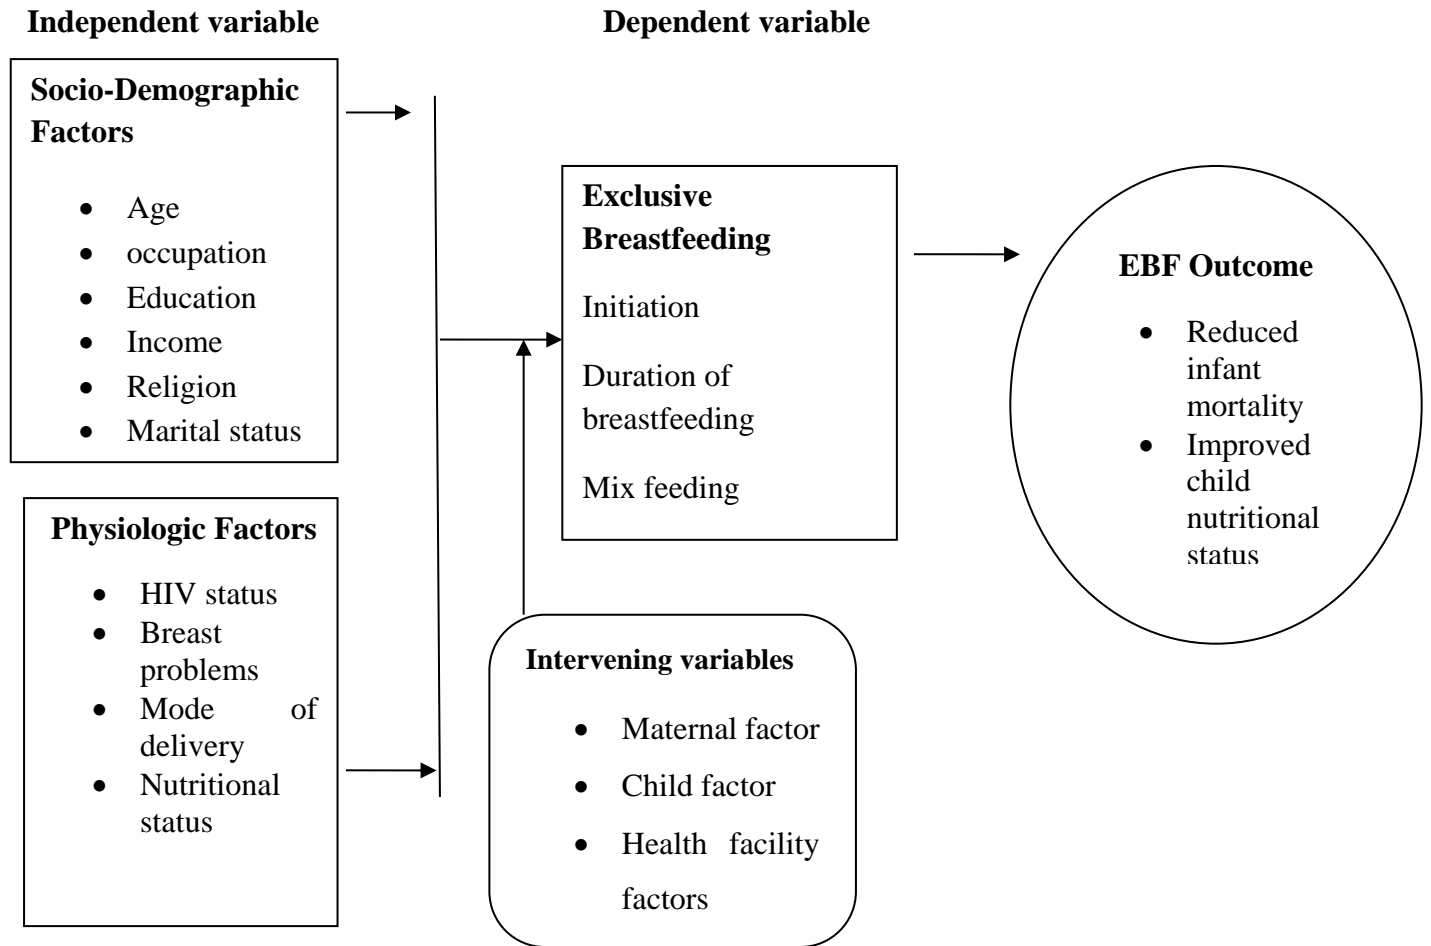 Independent variable
Dependent variable
Socio-Demographic
Factors
• Age
• occupation
• Education
• Income
• Religion
• Marital status
Physiologic Factors
• HIV status
• Breast
problems
• Mode of
delivery
• Nutritional
status
Exclusive
Breastfeeding
Initiation
Duration of
breastfeeding
Mix feeding
Intervening variables
• Maternal factor
• Child factor
• Health facility
factors
EBF Outcome
• Reduced
infant
mortality
• Improved
child
nutritional
status